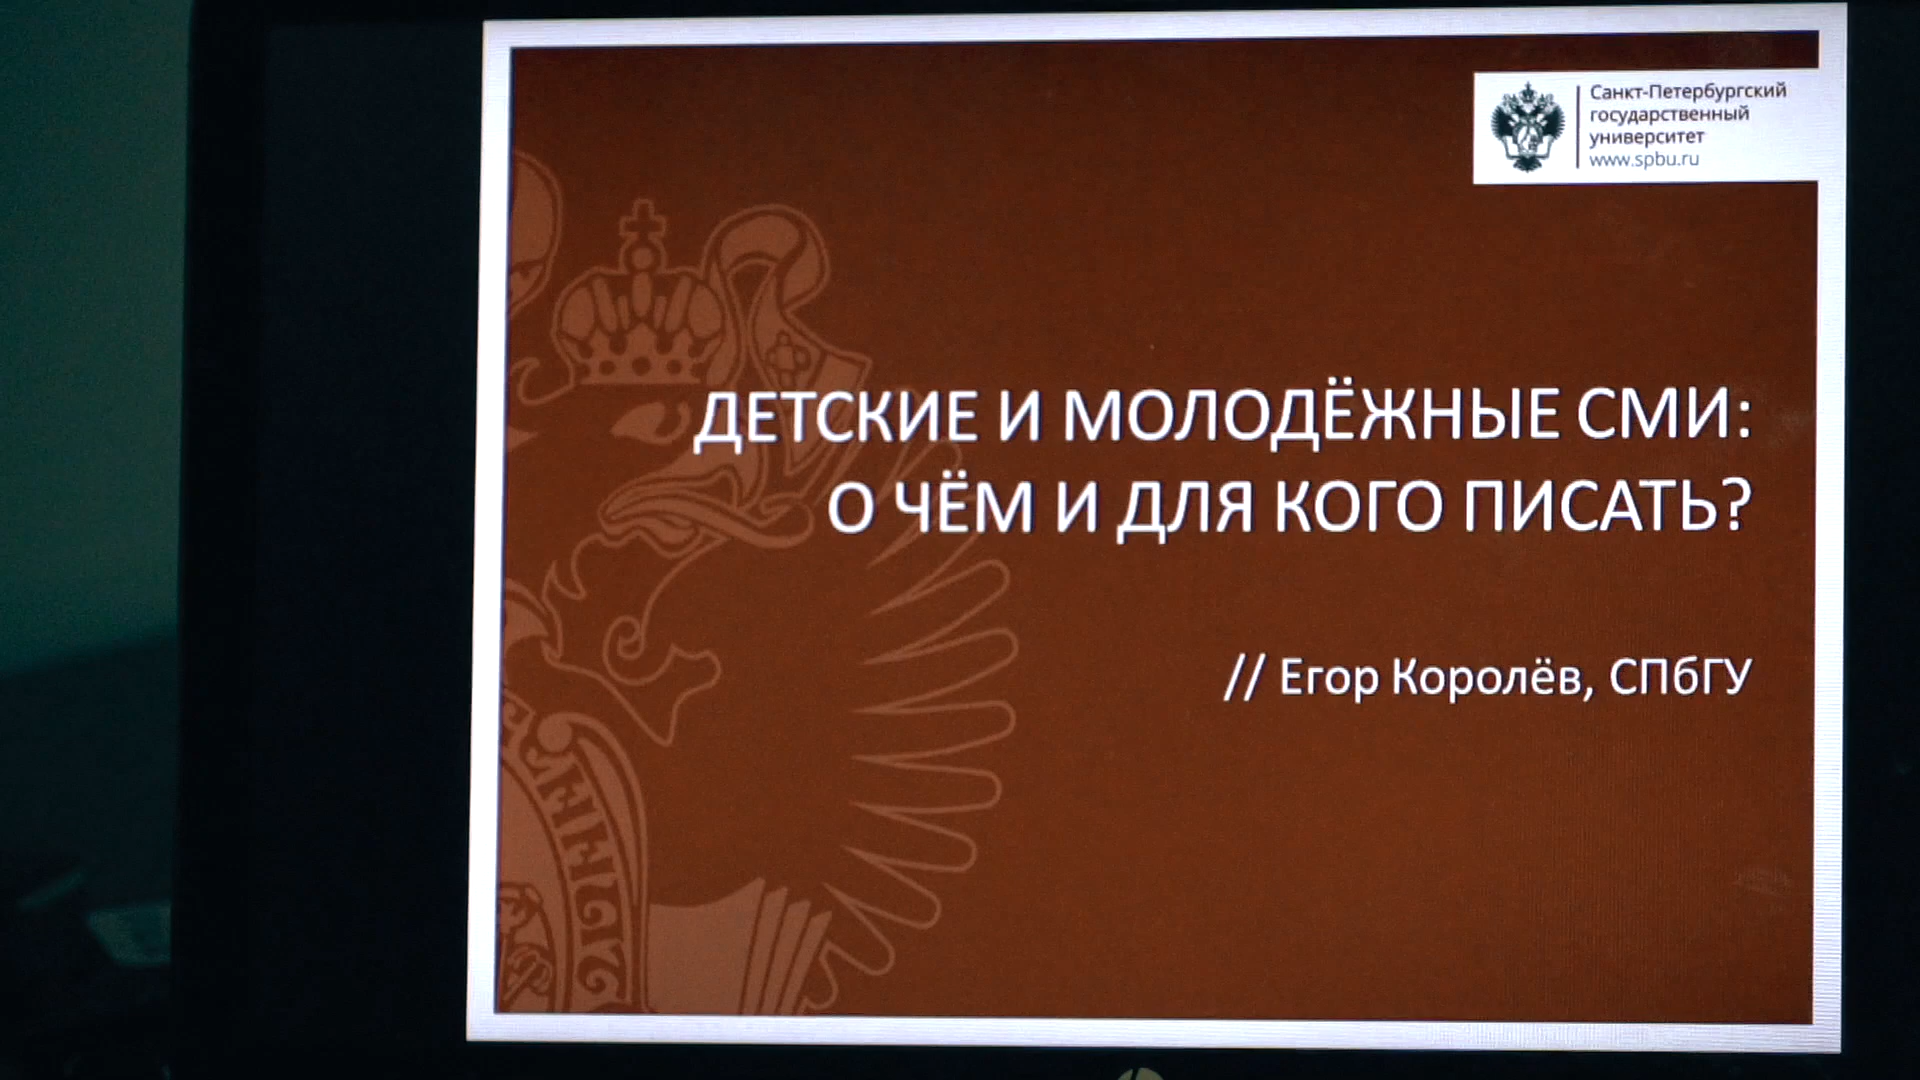 Санкт-Петербургский
государственный
университет
www.spbu.ru
ДЕТСКИЕ И МОЛОДЁЖНЫЕ СМИ:
О ЧЁМ И ДЛЯ КОГО ПИСАТЬ?
// Егор Королёв, СПбГУ